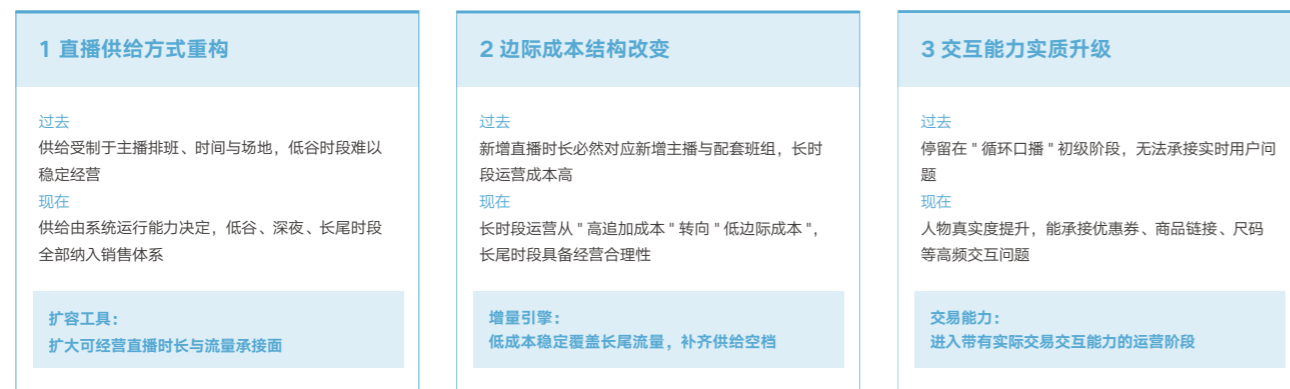 1 直播供给方式重构
过去
供给受制于主播排班、时间与场地，低谷时段难以
稳定经营
现在
供给由系统运行能力决定，低谷、深夜、长尾时段
全部纳入销售体系
扩容工具：
扩大可经营直播时长与流量承接面
2 边际成本结构改变
过去
新增直播时长必然对应新增主播与配套班组，长时
段运营成本高
现在
长时段运营从 " 高追加成本 " 转向 " 低边际成本 "，
长尾时段具备经营合理性
增量引擎：
低成本稳定覆盖长尾流量，补齐供给空档
3 交互能力实质升级
过去
停留在 " 循环口播 " 初级阶段，无法承接实时用户问
题
现在
人物真实度提升，能承接优惠券、商品链接、尺码
等高频交互问题
交易能力：
进入带有实际交易交互能力的运营阶段